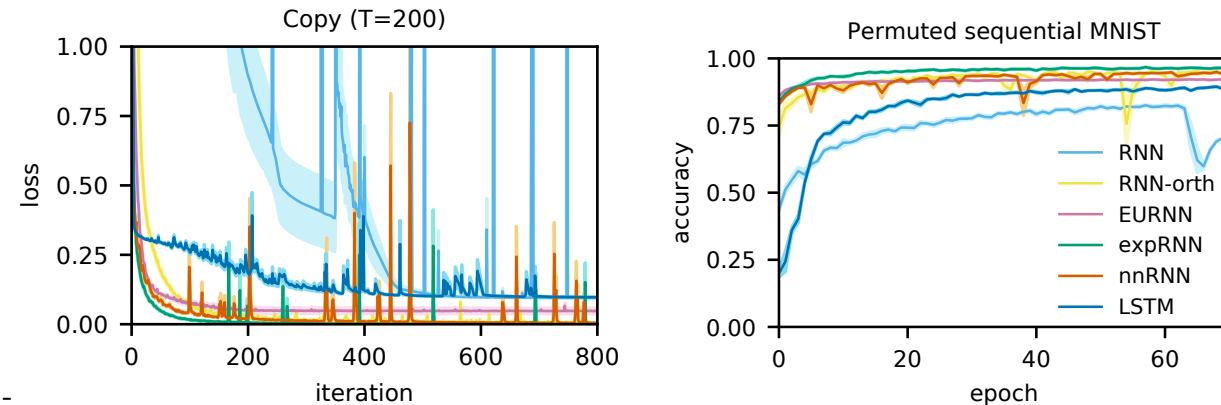 Copy (T=200)
1.00
0.75
0.50
0.25
0.00
loss
0
200
400
600
800
iteration
Permuted sequential MNIST
1.00
0.75
0.50
0.25
0.00
accuracy
RNN
RNN-orth
EURNN
expRNN
nnRNN
LSTM
0
20
40
60
epoch
-